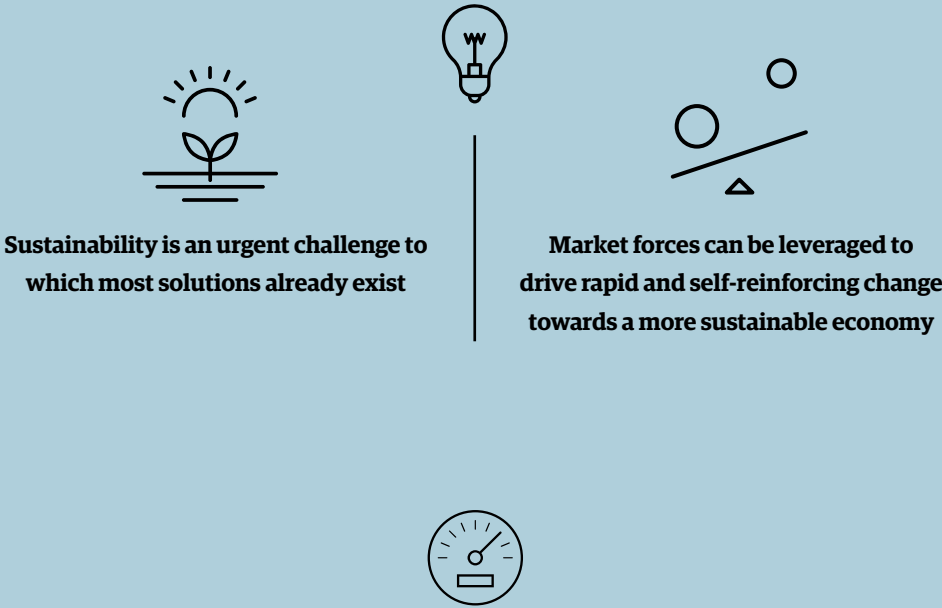 Sustainability is an urgent challenge to
which most solutions already exist
Market forces can be leveraged to
drive rapid and self-reinforcing change
towards a more sustainable economy